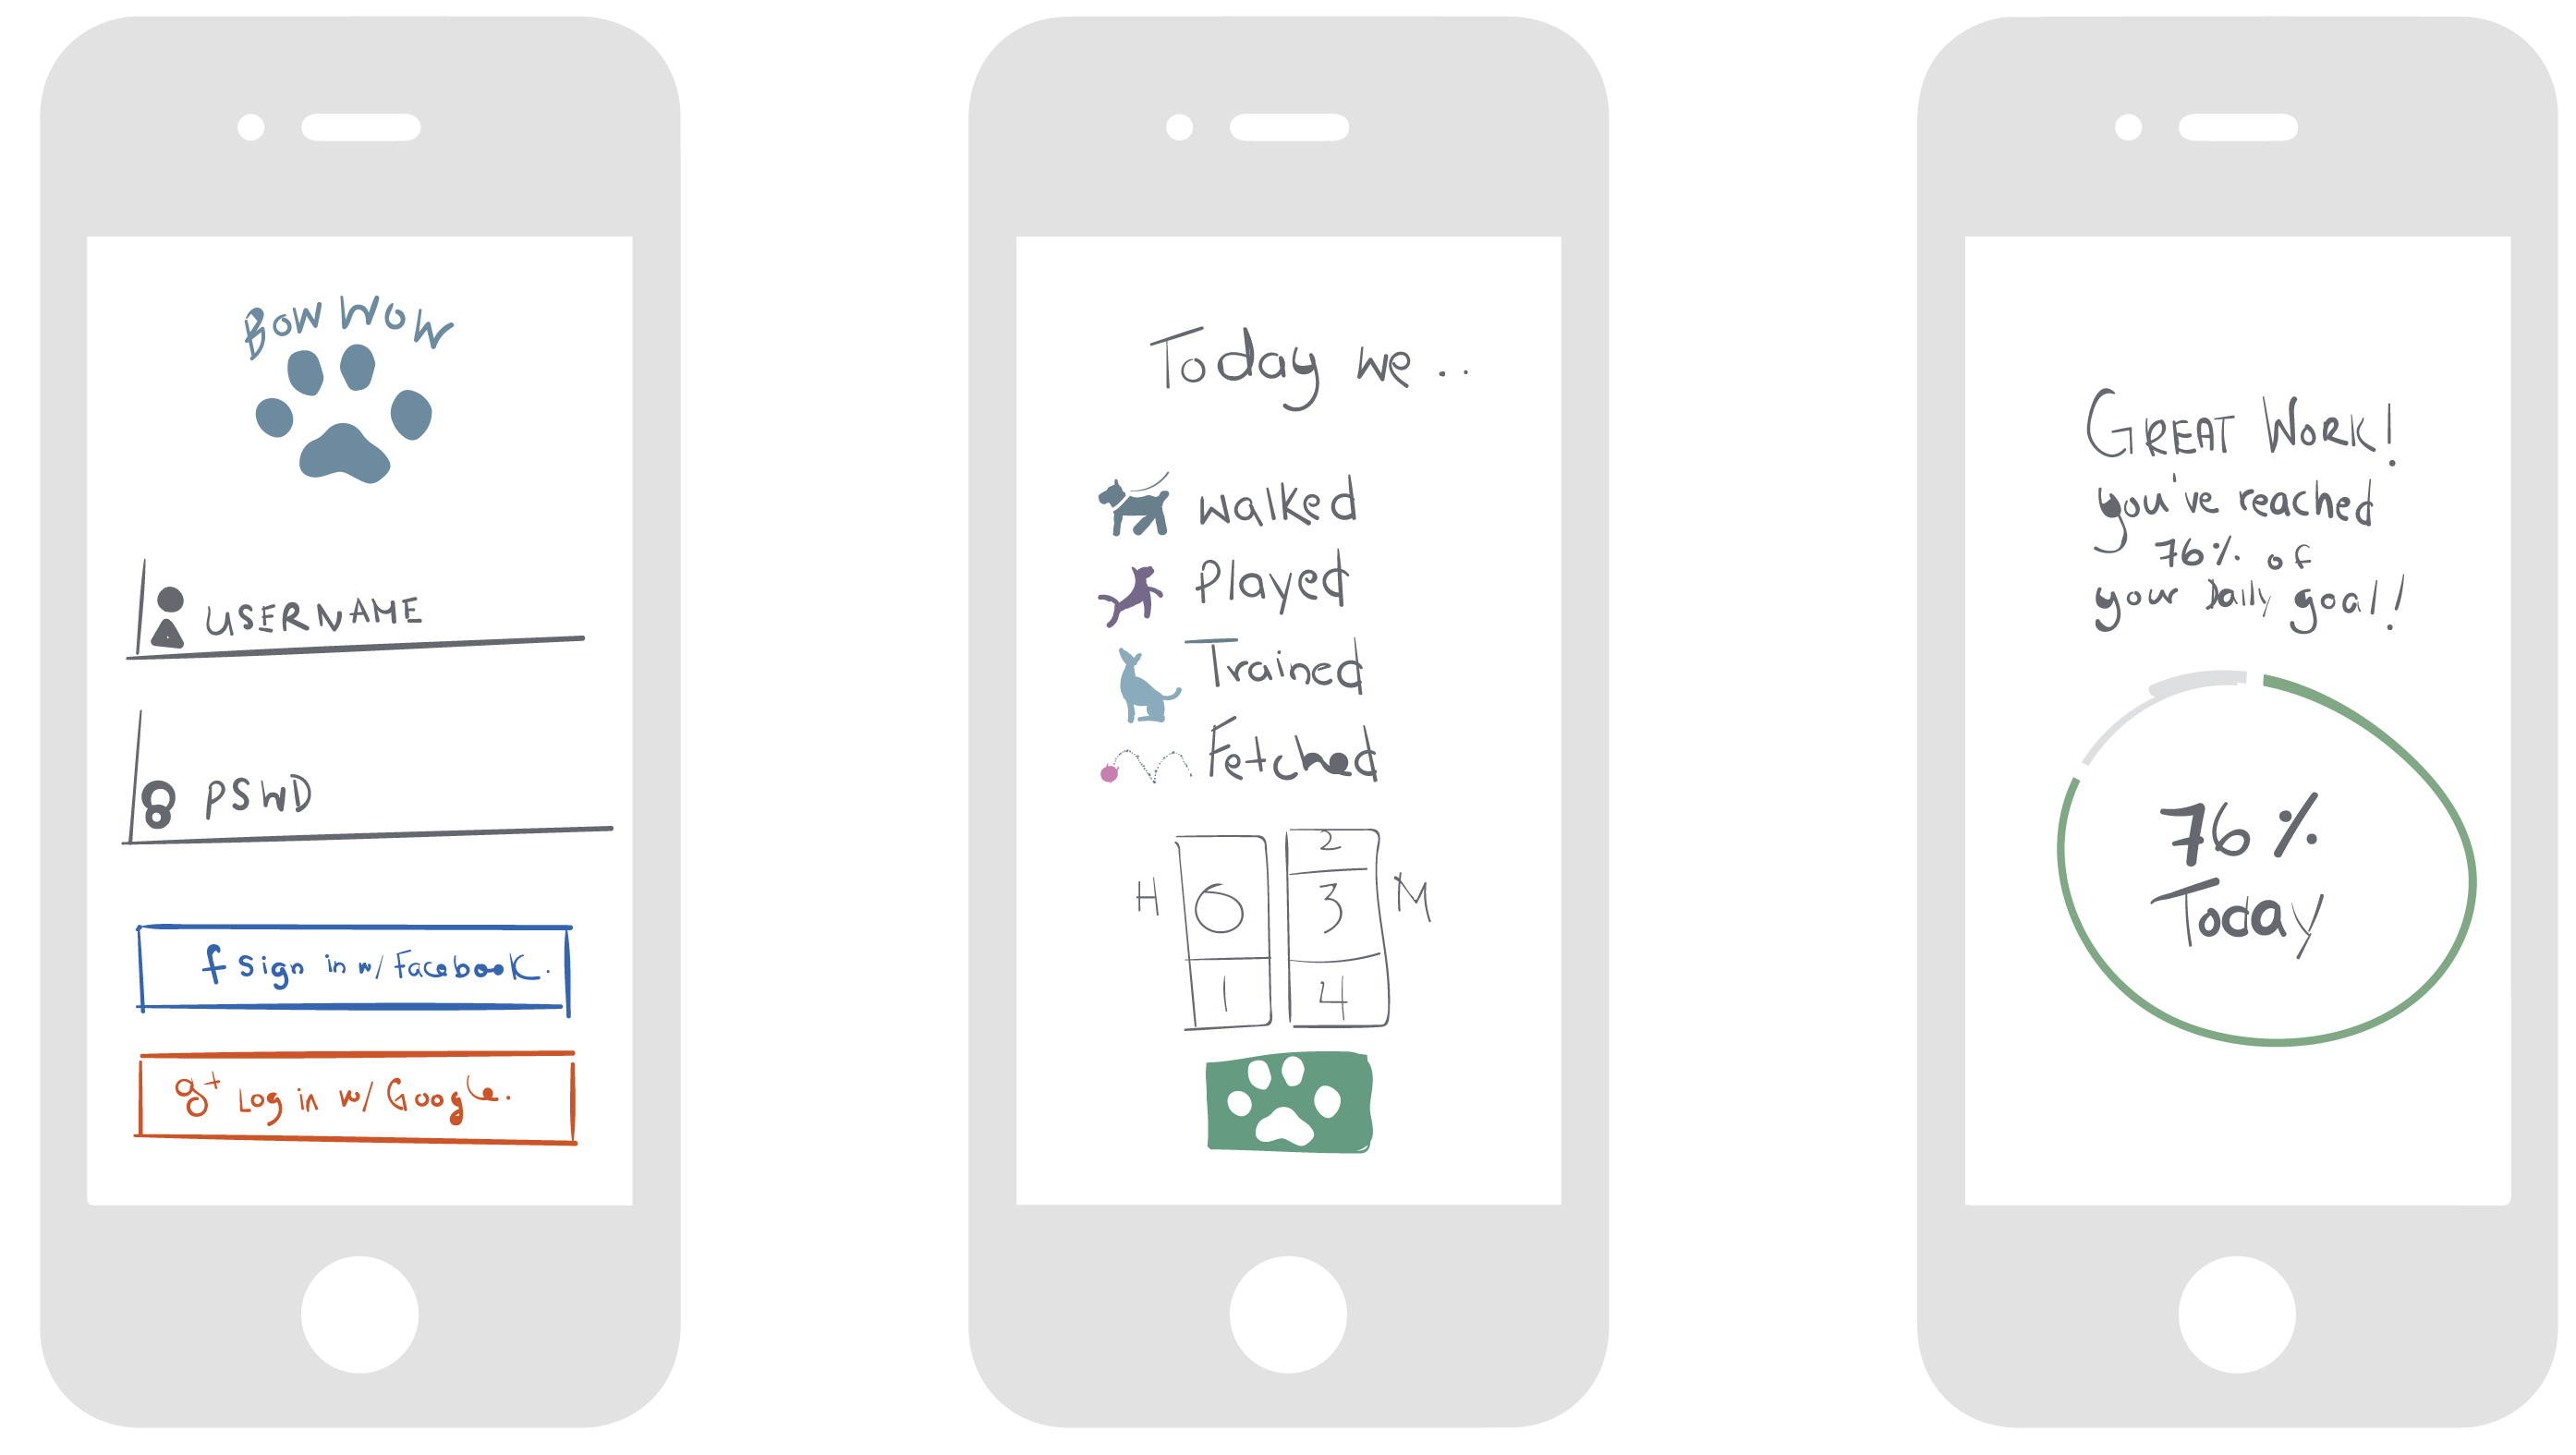 Bow Wow
USERNAME
PSWD
f Sign in w/ Facebook.
g+ Log in w/ Google.
Today we ..
walked
Played
Trained
Fetched
2
H 0 3 M
1 4
GREAT WORK!
you've reached
76% of
your Daily goal!
76%
Today